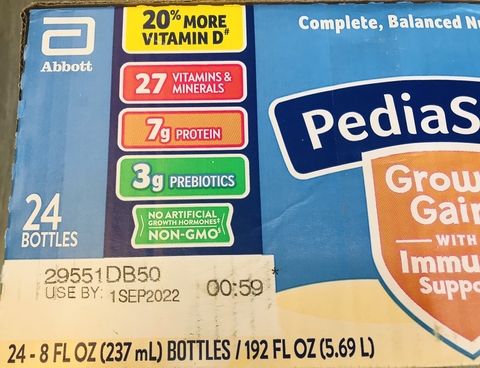 Abbott
20% MORE
VITAMIN D#
27 VITAMINS &
MINERALS
7g PROTEIN
3g PREBIOTICS
NO ARTIFICIAL
GROWTH HORMONES‡
NON-GMO§
24
BOTTLES
Complete, Balanced
PediaS
Grow
Gain
WITH
Immu
Suppo
29551DB50
USE BY: 1SEP2022 00:59
24 - 8 FL OZ (237 mL) BOTTLES / 192 FL OZ (5.69 L)